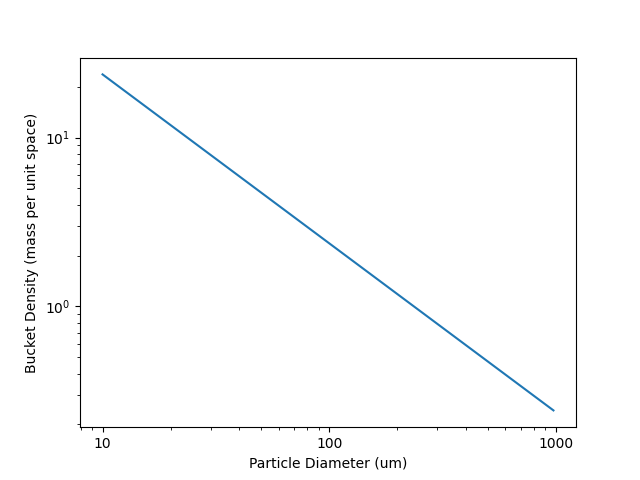 Bucket Density (mass per unit space)
10¹
10⁰
10
100
1000
Particle Diameter (um)